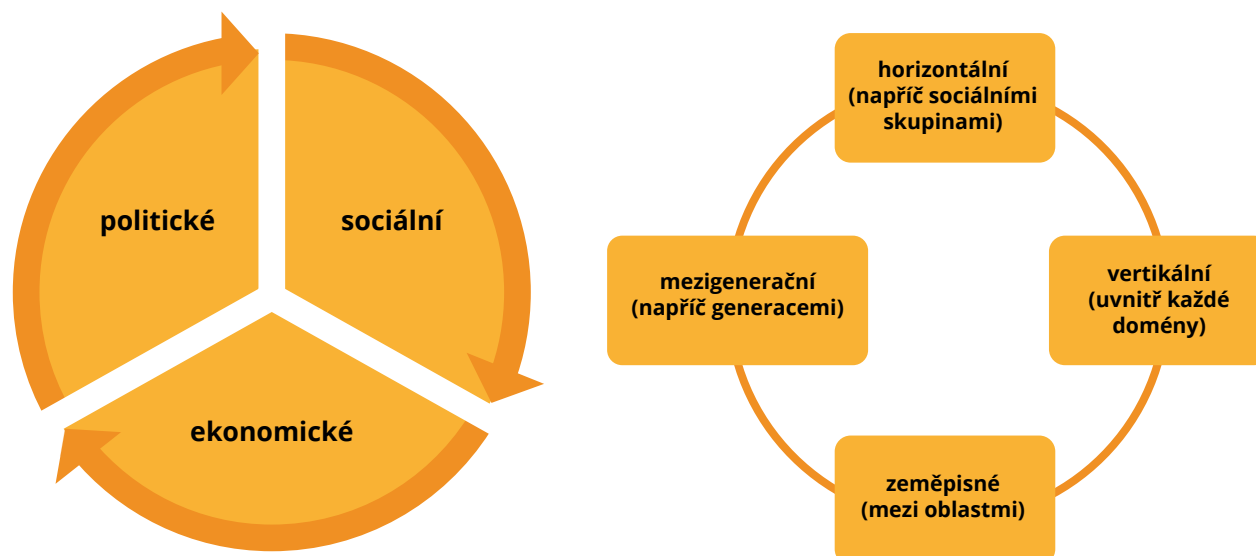 politické
sociální
ekonomické
horizontální
(napříč sociálními
skupinami)
mezigenerační
(napříč generacemi)
vertikální
(uvnitř každé
domény)
zeměpisné
(mezi oblastmi)